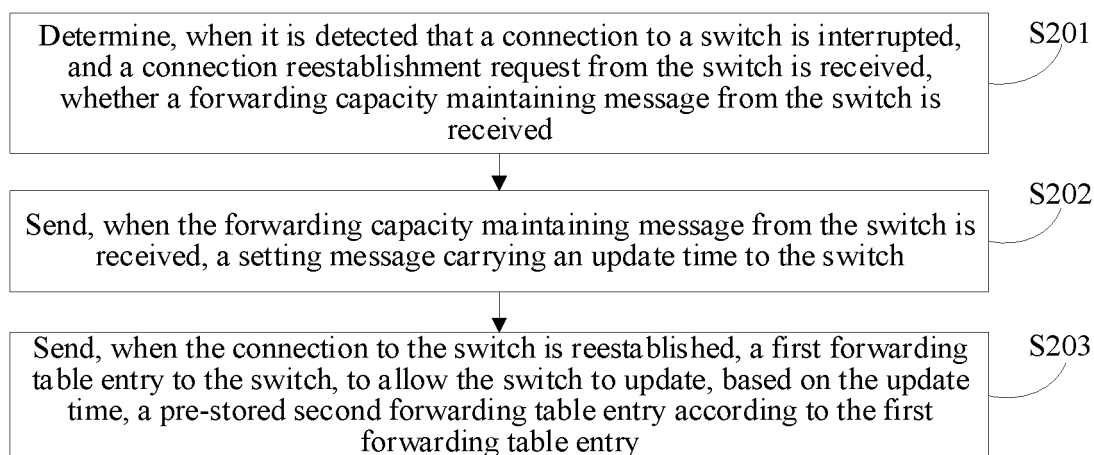 Determine, when it is detected that a connection to a switch is interrupted,
and a connection reestablishment request from the switch is received,
whether a forwarding capacity maintaining message from the switch is
received
S201
Send, when the forwarding capacity maintaining message from the switch is
received, a setting message carrying an update time to the switch
S202
Send, when the connection to the switch is reestablished, a first forwarding
table entry to the switch, to allow the switch to update, based on the update
time, a pre-stored second forwarding table entry according to the first
forwarding table entry
S203